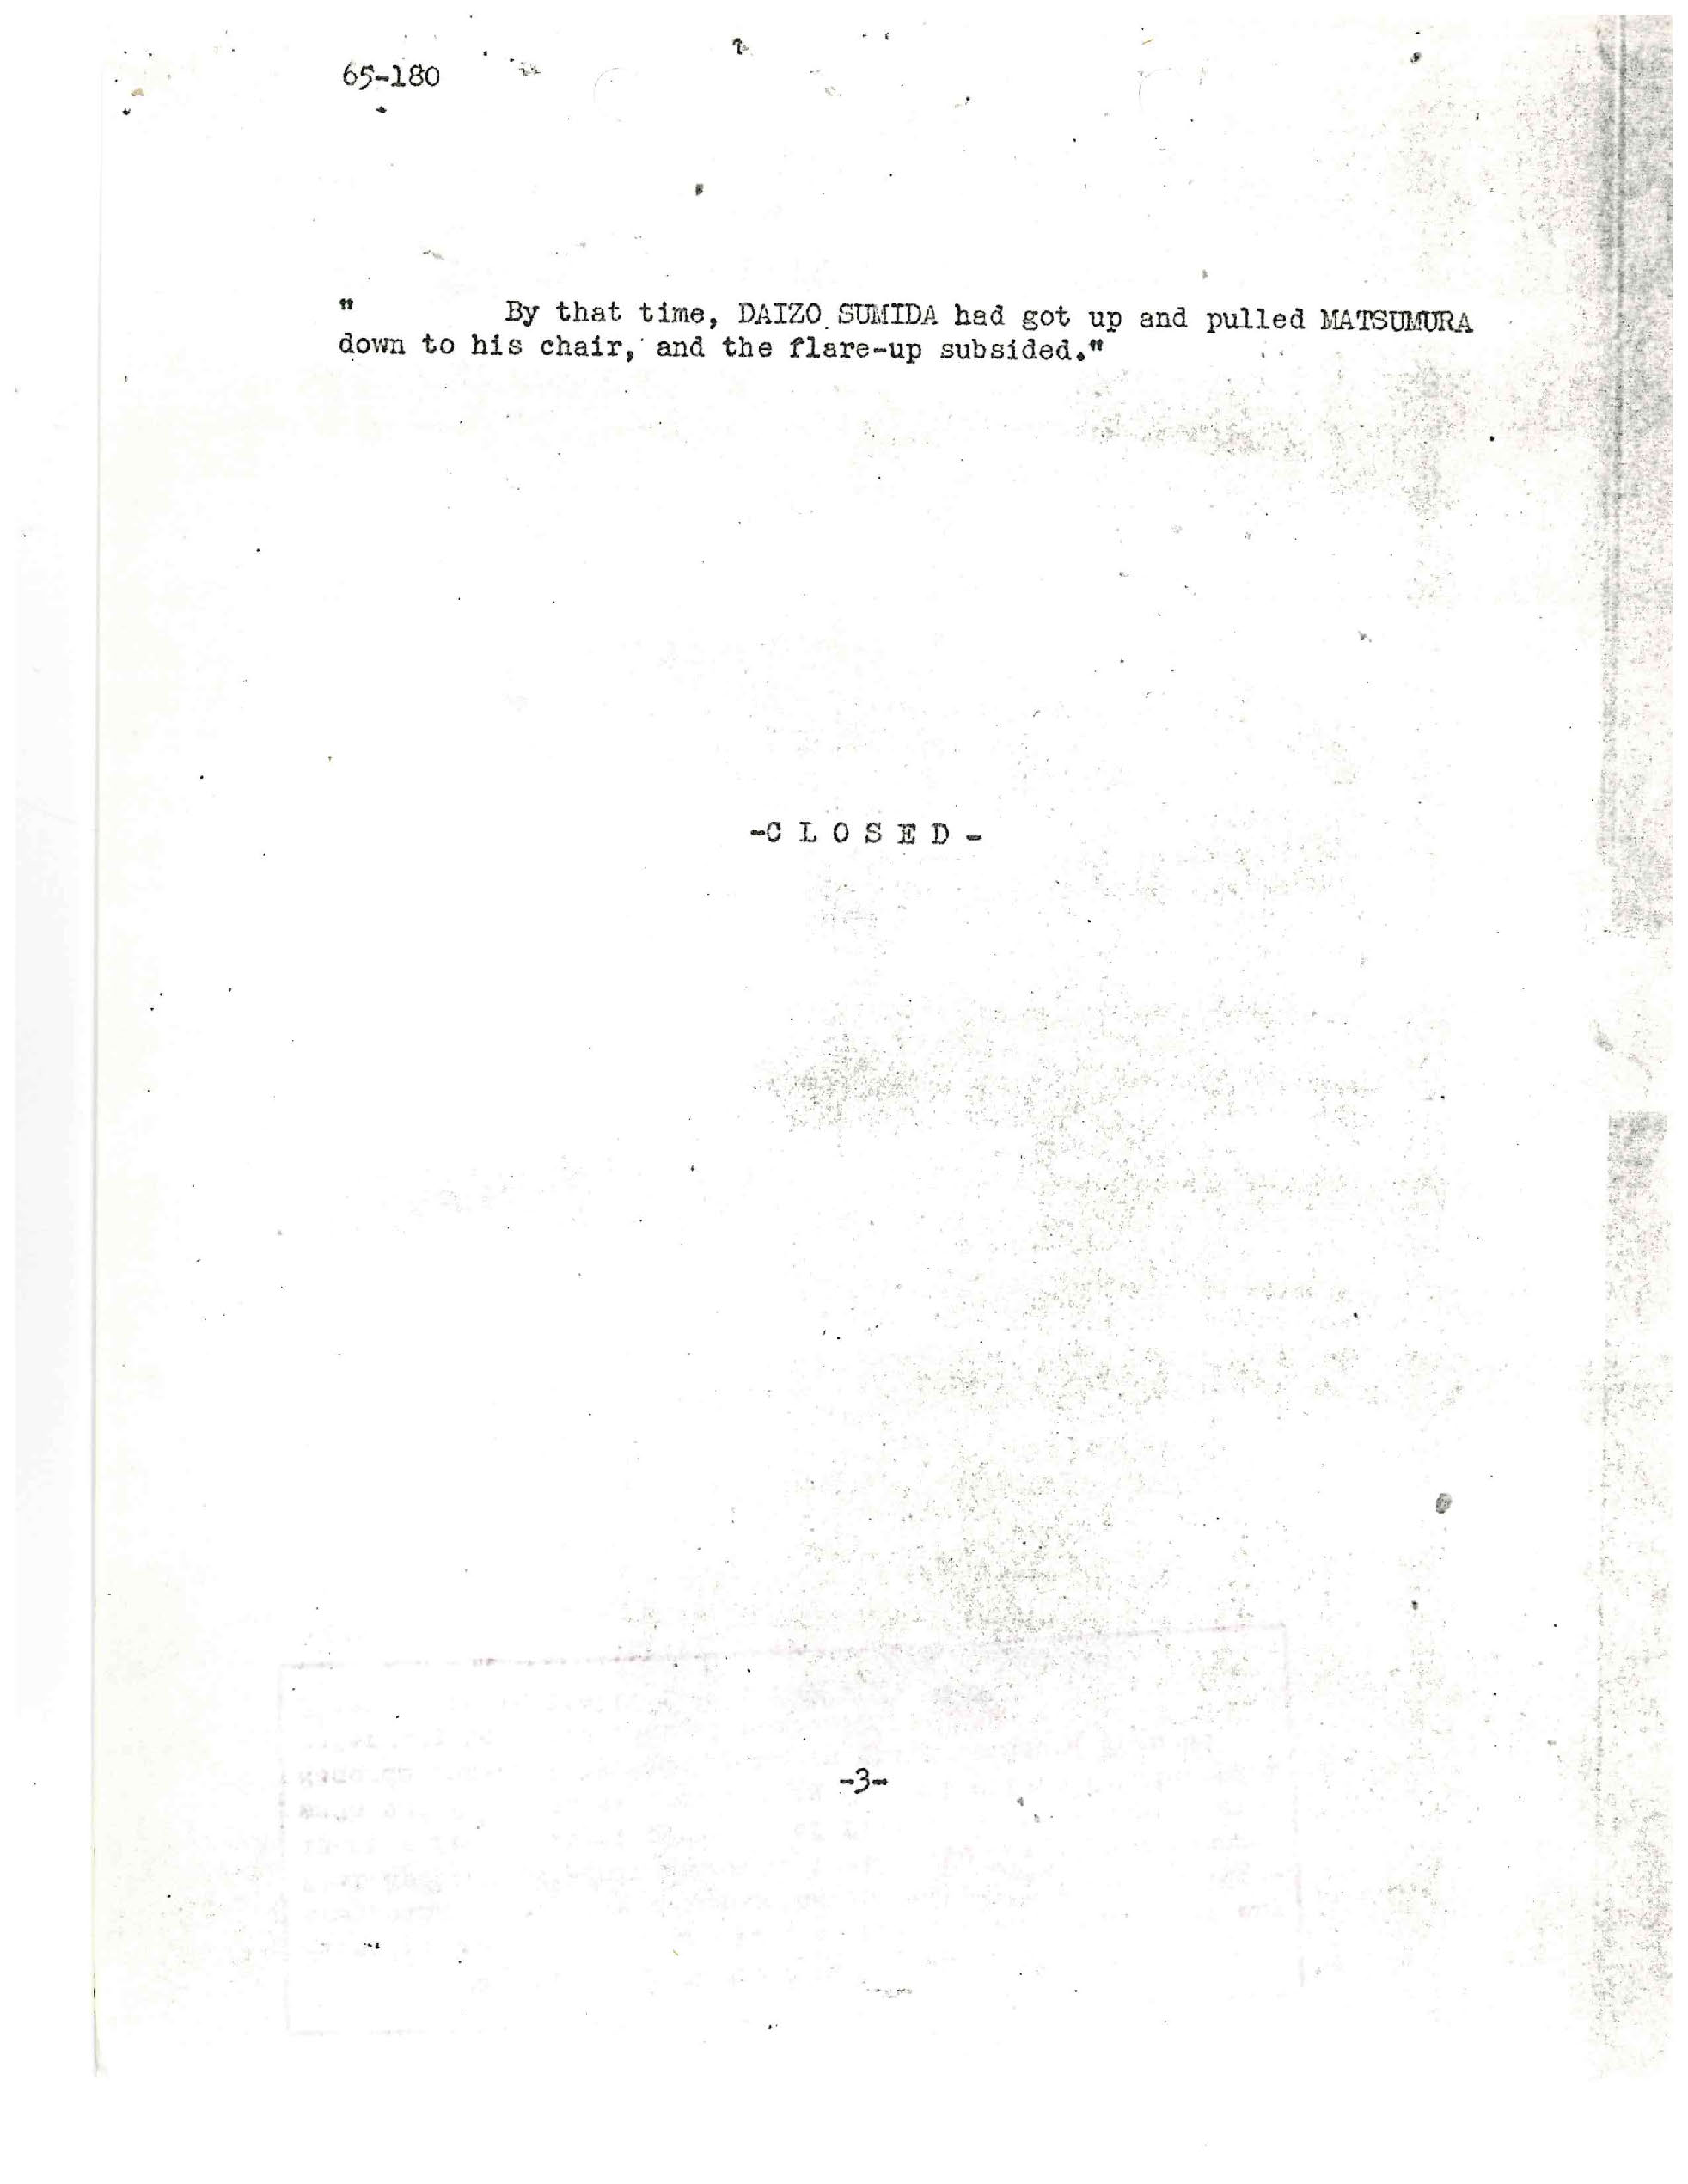 65-180
" By that time, DAIZO SUMIDA had got up and pulled MATSUMURA
down to his chair, and the flare-up subsided."
-C L O S E D -
-3-